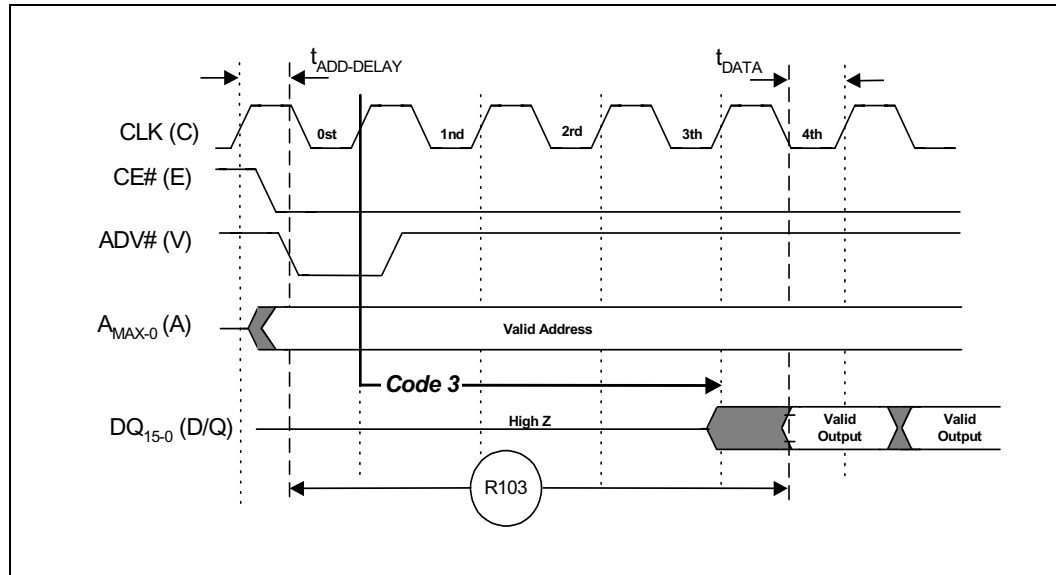 tADD-DELAY
tDATA
CLK (C)
0st
1nd
2rd
3th
4th
CE# (E)
ADV# (V)
AMAX-0 (A)
Valid Address
Code 3
DQ15-0 (D/Q)
High Z
Valid
Output
Valid
Output
R103